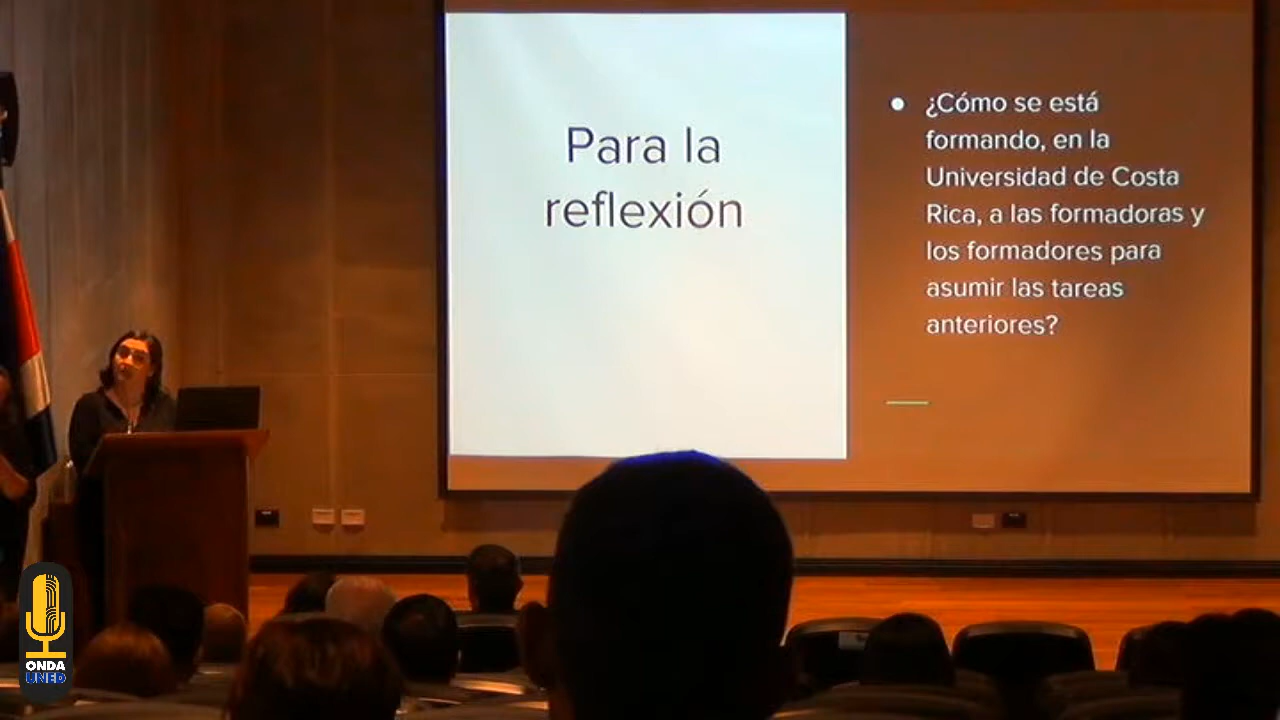 Para la
reflexión
● ¿Cómo se está
formando, en la
Universidad de Costa
Rica, a las formadoras y
los formadores para
asumir las tareas
anteriores?
ONDA
UNED